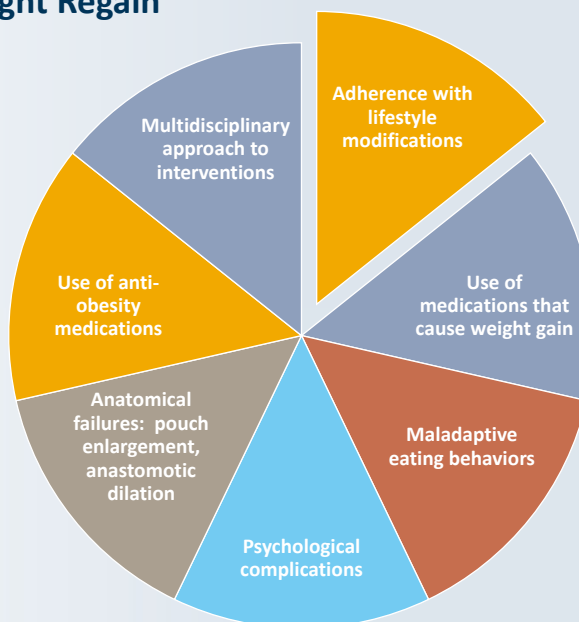 ght Regain
Adherence with
lifestyle
modifications
Use of
medications that
cause weight gain
Maladaptive
eating behaviors
Psychological
complications
Anatomical
failures: pouch
enlargement,
anastomotic
dilation
Use of anti-
obesity
medications
Multidisciplinary
approach to
interventions